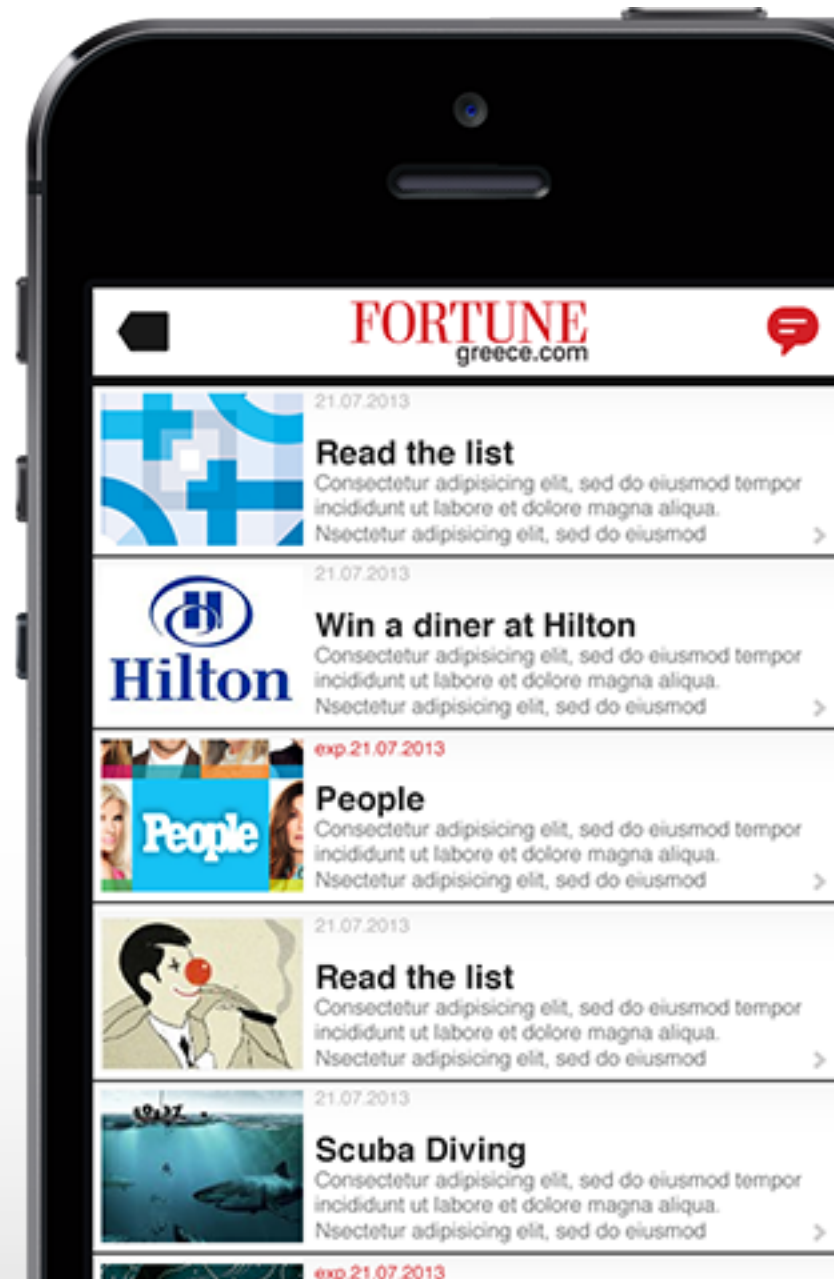 FORTUNE
greece.com
21.07.2013
Read the list
Consectetur adipisicing elit, sed do eiusmod tempor
incididunt ut labore et dolore magna aliqua.
Nsectetur adipisicing elit, sed do eiusmod
21.07.2013
Hilton
Win a diner at Hilton
Consectetur adipisicing elit, sed do eiusmod tempor
incididunt ut labore et dolore magna aliqua.
Nsectetur adipisicing elit, sed do eiusmod
exp.21.07.2013
People
People
Consectetur adipisicing elit, sed do eiusmod tempor
incididunt ut labore et dolore magna aliqua.
Nsectetur adipisicing elit, sed do eiusmod
21.07.2013
Read the list
Consectetur adipisicing elit, sed do eiusmod tempor
incididunt ut labore et dolore magna aliqua.
Nsectetur adipisicing elit, sed do eiusmod
21.07.2013
Scuba Diving
Consectetur adipisicing elit, sed do eiusmod tempor
incididunt ut labore et dolore magna aliqua.
Nsectetur adipisicing elit, sed do eiusmod
exp.21.07.2013